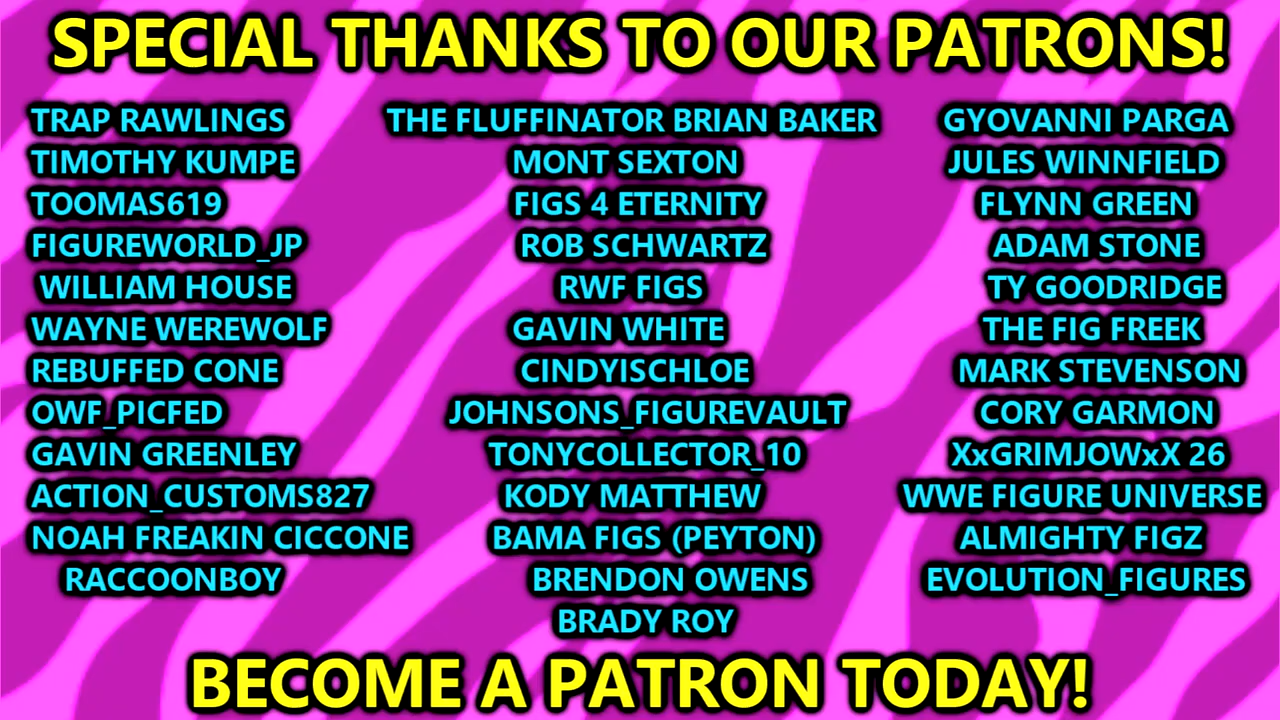 SPECIAL THANKS TO OUR PATRONS!
TRAP RAWLINGS
TIMOTHY KUMPE
TOOMAS619
FIGUREWORLD_JP
WILLIAM HOUSE
WAYNE WEREWOLF
REBUFFED CONE
OWF_PICFED
GAVIN GREENLEY
ACTION_CUSTOMS827
NOAH FREAKIN CICCONE
RACCOONBOY
THE FLUFFINATOR BRIAN BAKER
MONT SEXTON
FIGS 4 ETERNITY
ROB SCHWARTZ
RWF FIGS
GAVIN WHITE
CINDYISCHLOE
JOHNSONS_FIGUREVAULT
TONYCOLLECTOR_10
KODY MATTHEW
BAMA FIGS (PEYTON)
BRENDON OWENS
BRADY ROY
GYOVANNI PARGA
JULES WINNFIELD
FLYNN GREEN
ADAM STONE
TY GOODRIDGE
THE FIG FREEK
MARK STEVENSON
CORY GARMON
XxGRIMJOWxX 26
WWE FIGURE UNIVERSE
ALMIGHTY FIGZ
EVOLUTION_FIGURES
BECOME A PATRON TODAY!